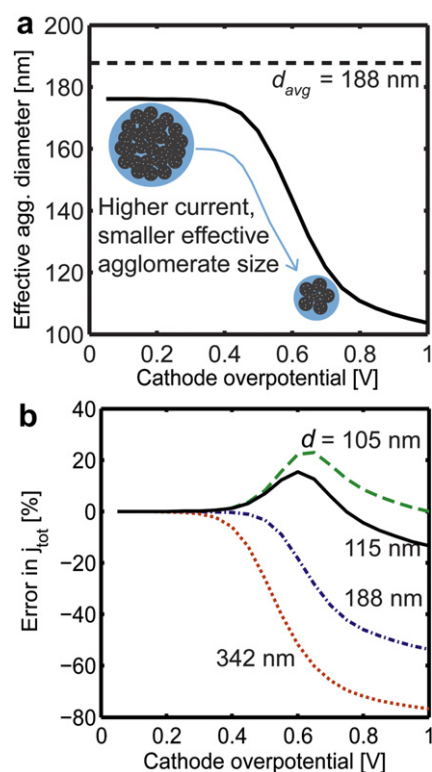 a
200
180
160
140
120
100
Effective agg. diameter [nm]
d_avg = 188 nm
Higher current,
smaller effective
agglomerate size
0 0.2 0.4 0.6 0.8 1
Cathode overpotential [V]
b
40
20
0
−20
−40
−60
−80
Error in j_tot [%]
d = 105 nm
115 nm
188 nm
342 nm
0 0.2 0.4 0.6 0.8 1
Cathode overpotential [V]